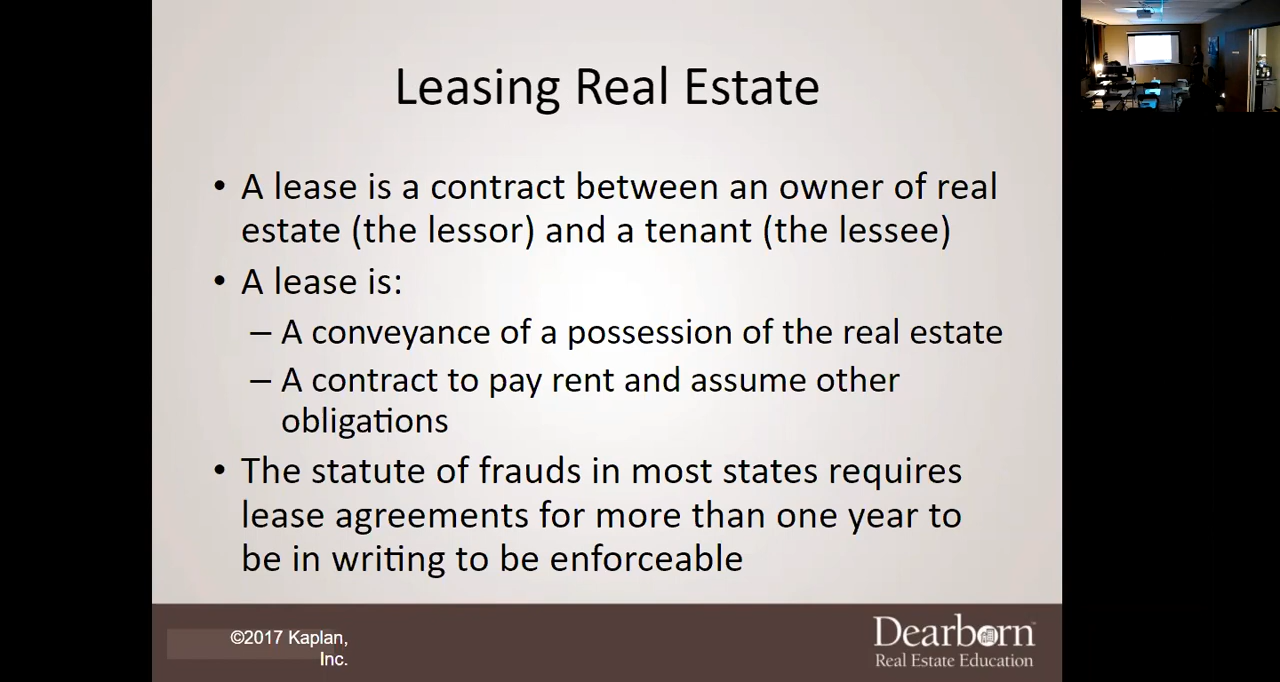 Leasing Real Estate
• A lease is a contract between an owner of real
estate (the lessor) and a tenant (the lessee)
• A lease is:
– A conveyance of a possession of the real estate
– A contract to pay rent and assume other
obligations
• The statute of frauds in most states requires
lease agreements for more than one year to
be in writing to be enforceable
©2017 Kaplan,
Inc.
Dearborn™
Real Estate Education